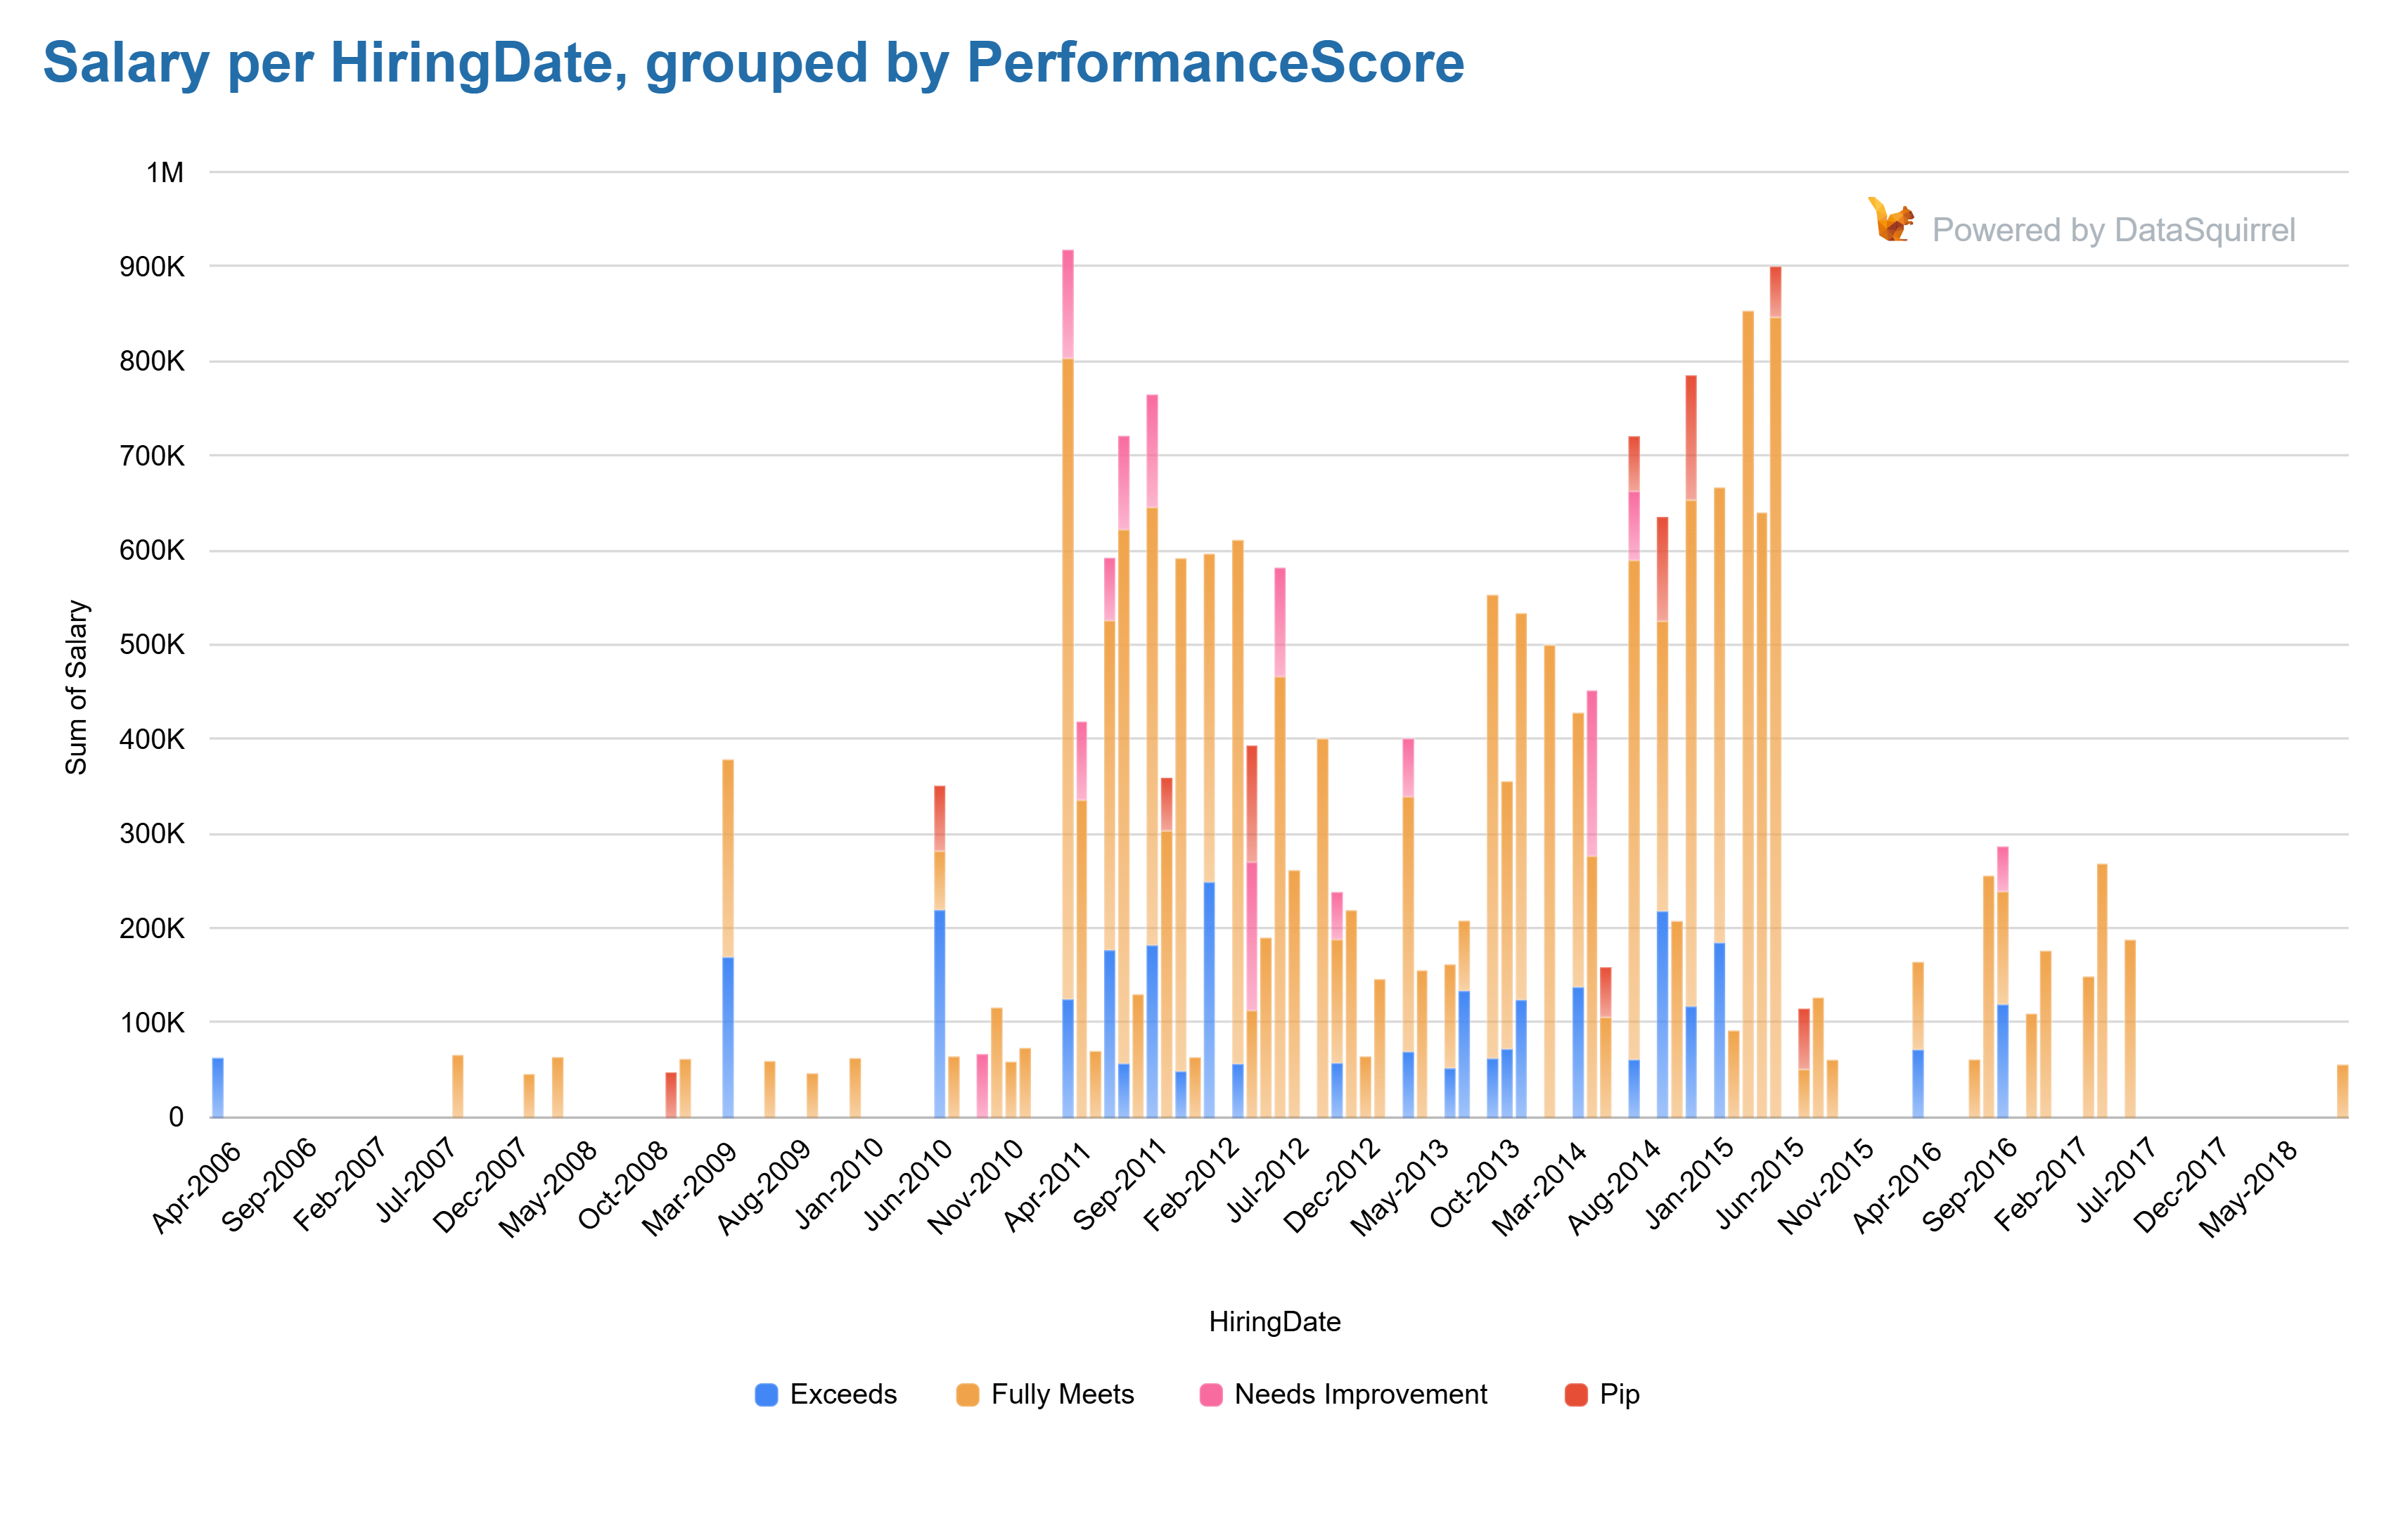 Salary per HiringDate, grouped by PerformanceScore
Powered by DataSquirrel
1M
900K
800K
700K
600K
500K
400K
300K
200K
100K
0
Sum of Salary
Apr-2006
Sep-2006
Feb-2007
Jul-2007
Dec-2007
May-2008
Oct-2008
Mar-2009
Aug-2009
Jan-2010
Jun-2010
Nov-2010
Apr-2011
Sep-2011
Feb-2012
Jul-2012
Dec-2012
May-2013
Oct-2013
Mar-2014
Aug-2014
Jan-2015
Jun-2015
Nov-2015
Apr-2016
Sep-2016
Feb-2017
Jul-2017
Dec-2017
May-2018
HiringDate
Exceeds
Fully Meets
Needs Improvement
Pip